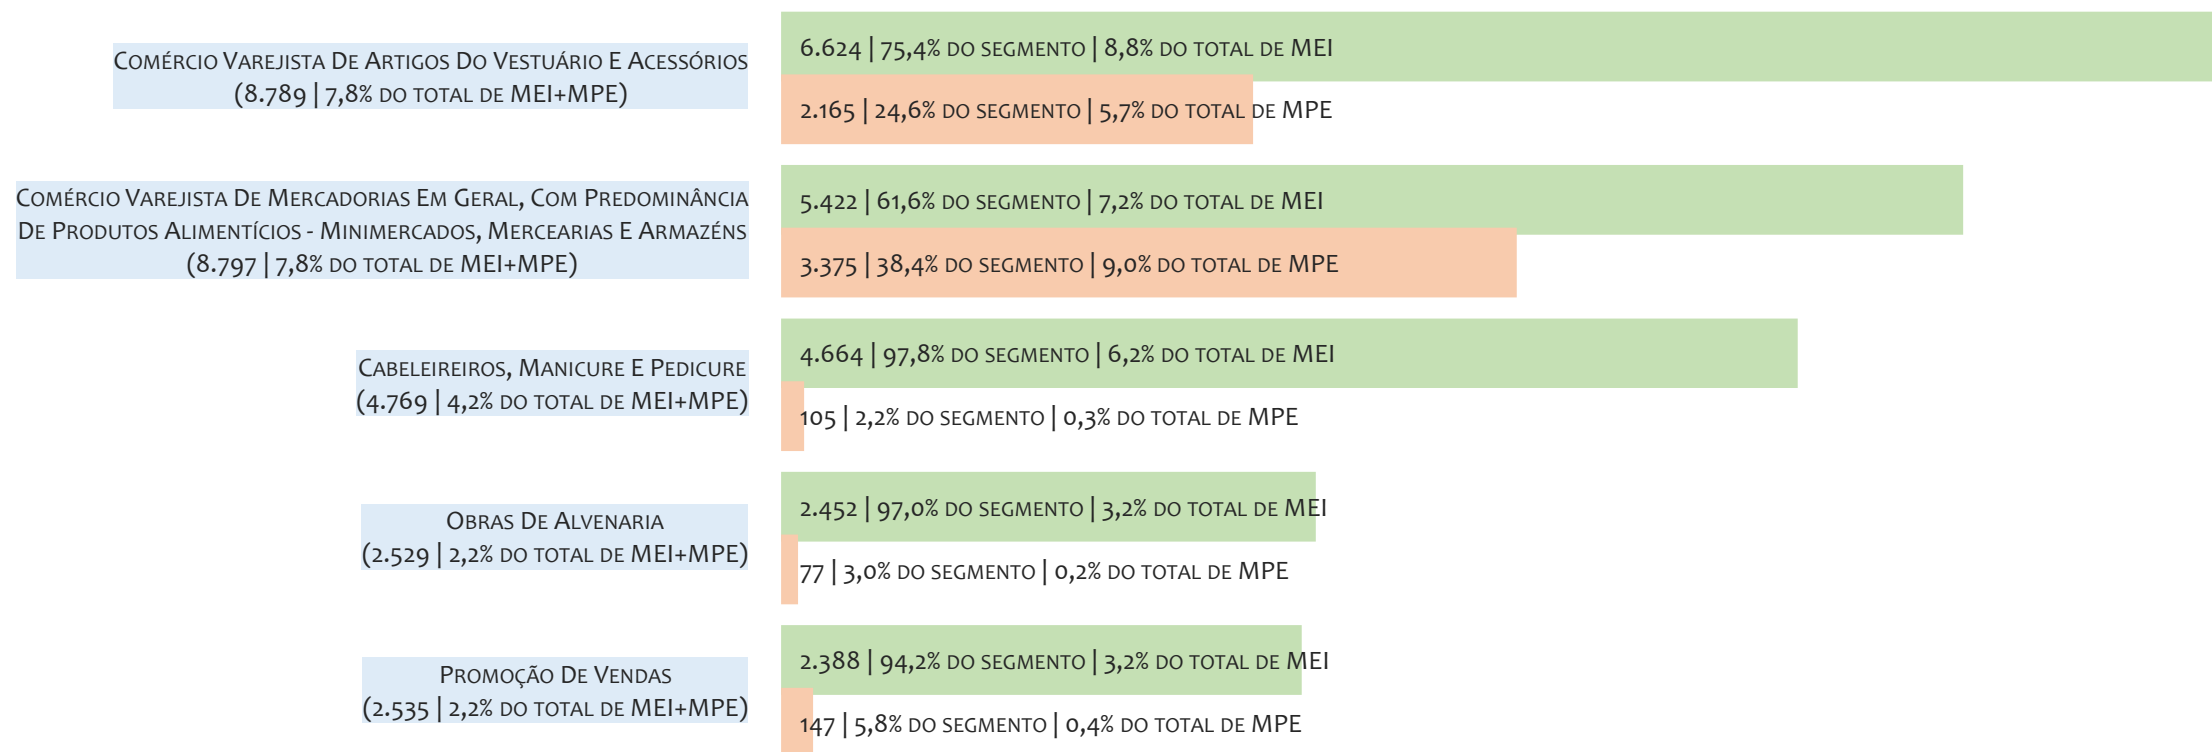 Comércio Varejista De Artigos Do Vestuário E Acessórios
(8.789 | 7,8% do total de MEI+MPE)
6.624 | 75,4% do segmento | 8,8% do total de MEI
2.165 | 24,6% do segmento | 5,7% do total de MPE
Comércio Varejista De Mercadorias Em Geral, Com Predominância
De Produtos Alimentícios - Minimercados, Mercearias E Armazéns
(8.797 | 7,8% do total de MEI+MPE)
5.422 | 61,6% do segmento | 7,2% do total de MEI
3.375 | 38,4% do segmento | 9,0% do total de MPE
Cabeleireiros, Manicure E Pedicure
(4.769 | 4,2% do total de MEI+MPE)
4.664 | 97,8% do segmento | 6,2% do total de MEI
105 | 2,2% do segmento | 0,3% do total de MPE
Obras De Alvenaria
(2.529 | 2,2% do total de MEI+MPE)
2.452 | 97,0% do segmento | 3,2% do total de MEI
77 | 3,0% do segmento | 0,2% do total de MPE
Promoção De Vendas
(2.535 | 2,2% do total de MEI+MPE)
2.388 | 94,2% do segmento | 3,2% do total de MEI
147 | 5,8% do segmento | 0,4% do total de MPE